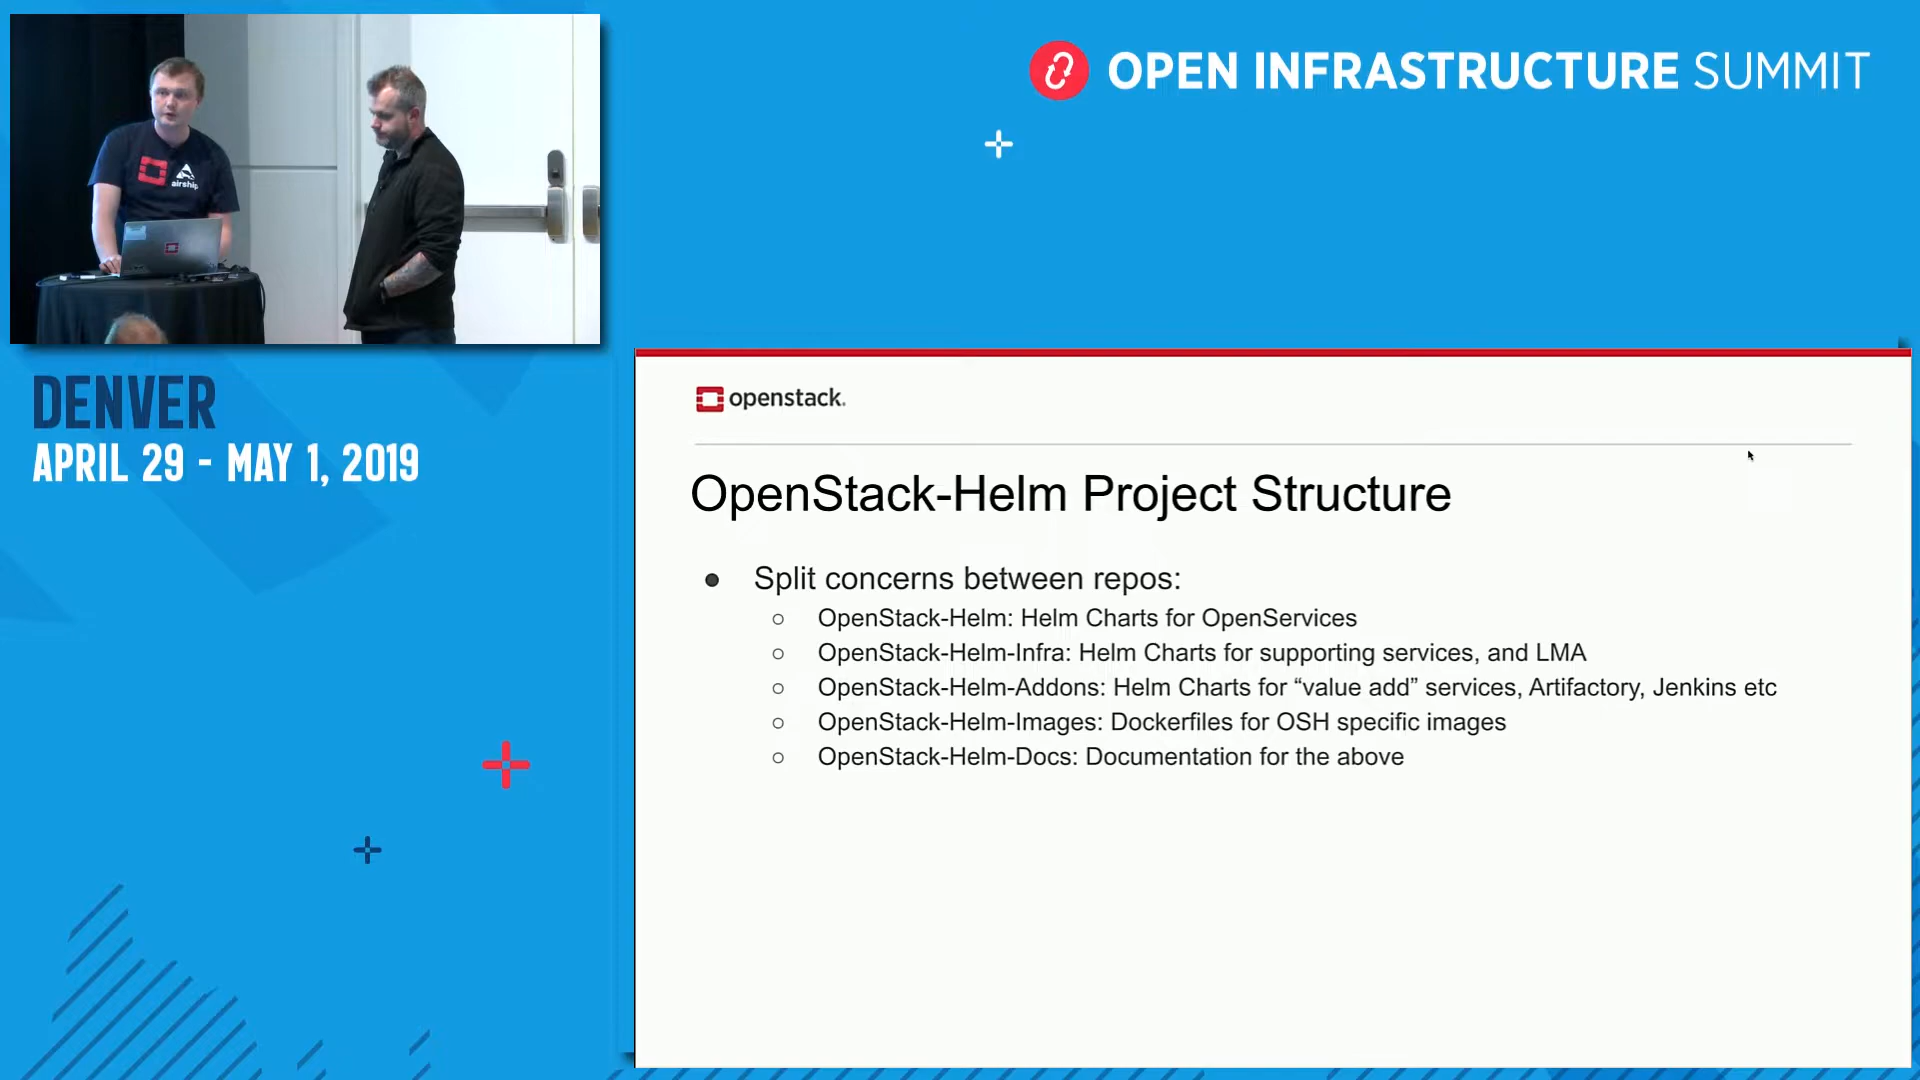 OPEN INFRASTRUCTURE SUMMIT
airship
DENVER
APRIL 29 - MAY 1, 2019
openstack.
OpenStack-Helm Project Structure
● Split concerns between repos:
○ OpenStack-Helm: Helm Charts for OpenServices
○ OpenStack-Helm-Infra: Helm Charts for supporting services, and LMA
○ OpenStack-Helm-Addons: Helm Charts for “value add” services, Artifactory, Jenkins etc
○ OpenStack-Helm-Images: Dockerfiles for OSH specific images
○ OpenStack-Helm-Docs: Documentation for the above